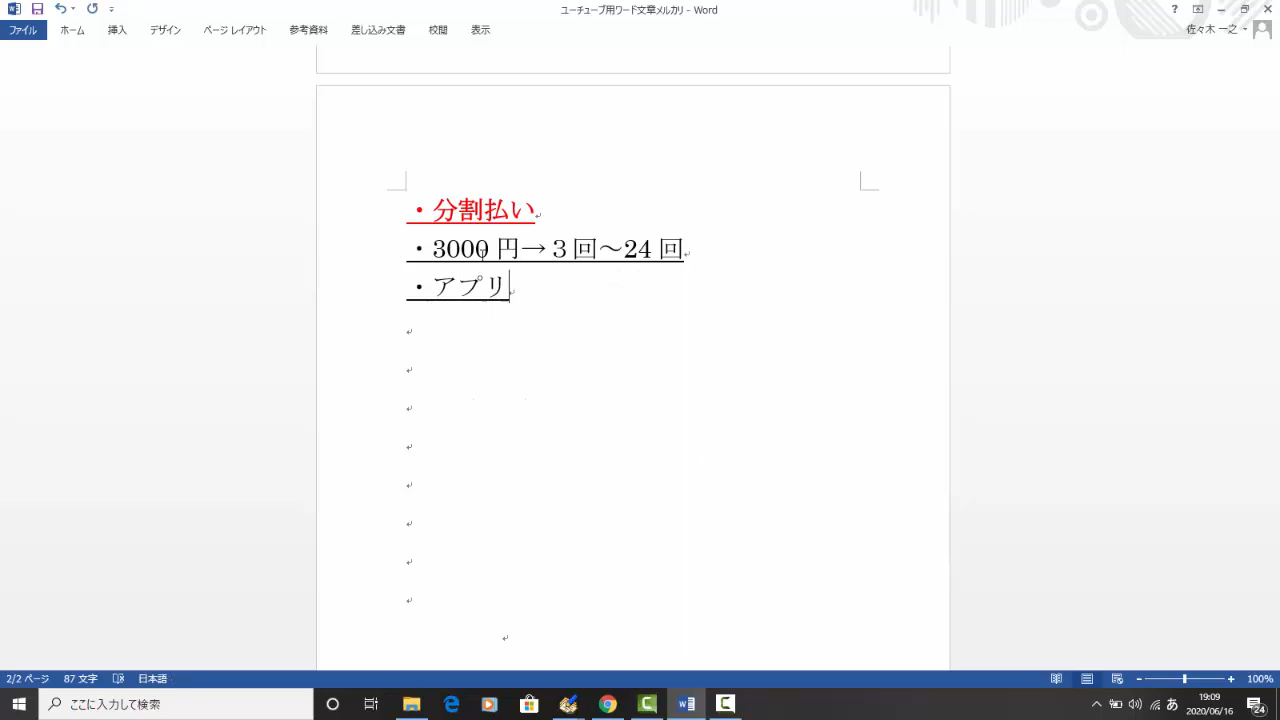 ユーチューブ用ワード文章メルカリ - Word
?
ファイル ホーム 挿入 デザイン ページ レイアウト 参考資料 差し込み文書 校閲 表示
佐々木 一之
・分割払い
・3000 円→３回～24 回
・アプリ
2/2 ページ 87 文字 日本語
100%
ここに入力して検索
あ
19:09
2020/06/16
24